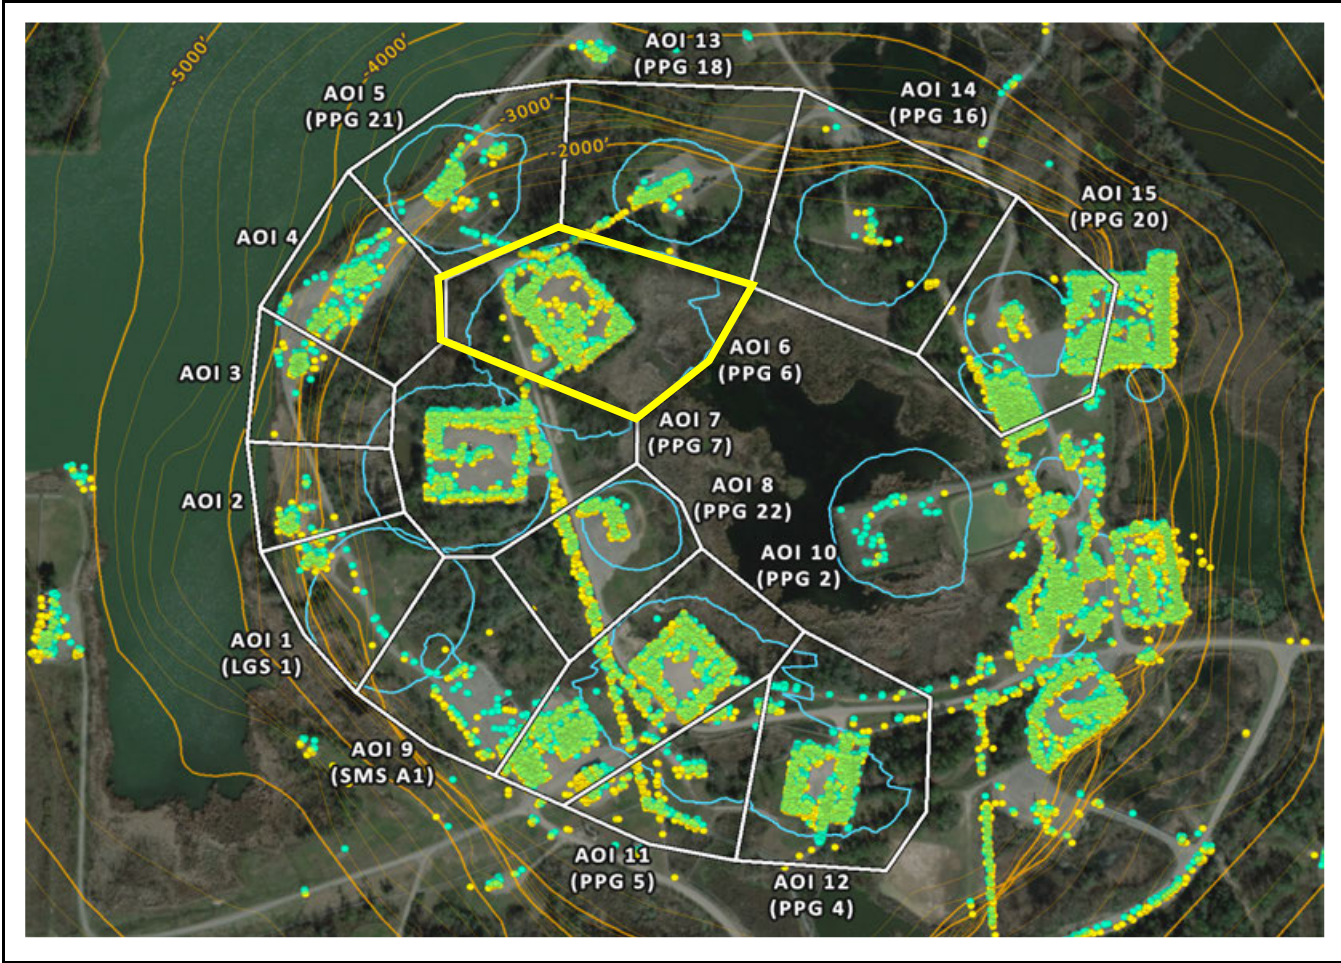 AOI 13
(PPG 18)
-5000'
-4000'
AOI 5
(PPG 21)
AOI 14
(PPG 16)
-3000'
-2000'
AOI 15
(PPG 20)
AOI 4
AOI 6
(PPG 6)
AOI 3
AOI 7
(PPG 7)
AOI 2
AOI 8
(PPG 22)
AOI 10
(PPG 2)
AOI 1
(LGS 1)
AOI 9
(SMS A1)
AOI 11
(PPG 5)
AOI 12
(PPG 4)